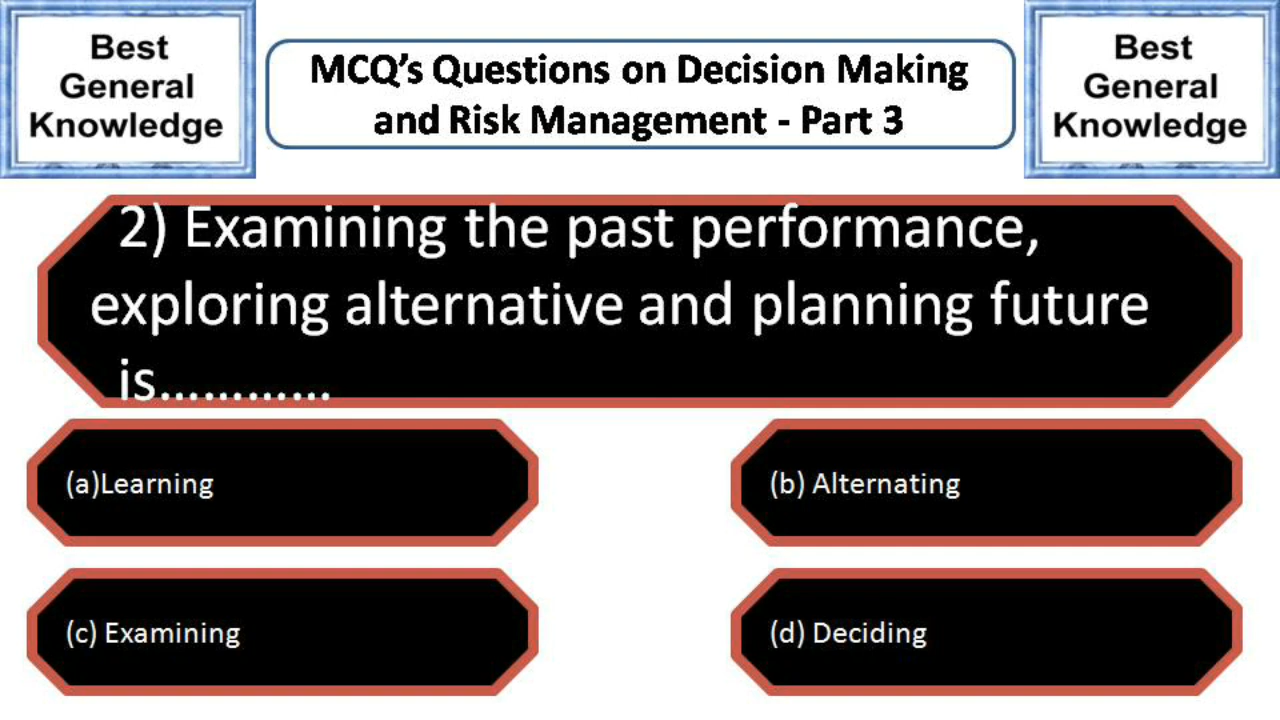 Best
General
Knowledge
MCQ’s Questions on Decision Making
and Risk Management - Part 3
Best
General
Knowledge
2) Examining the past performance,
exploring alternative and planning future
is…………
(a)Learning
(b) Alternating
(c) Examining
(d) Deciding